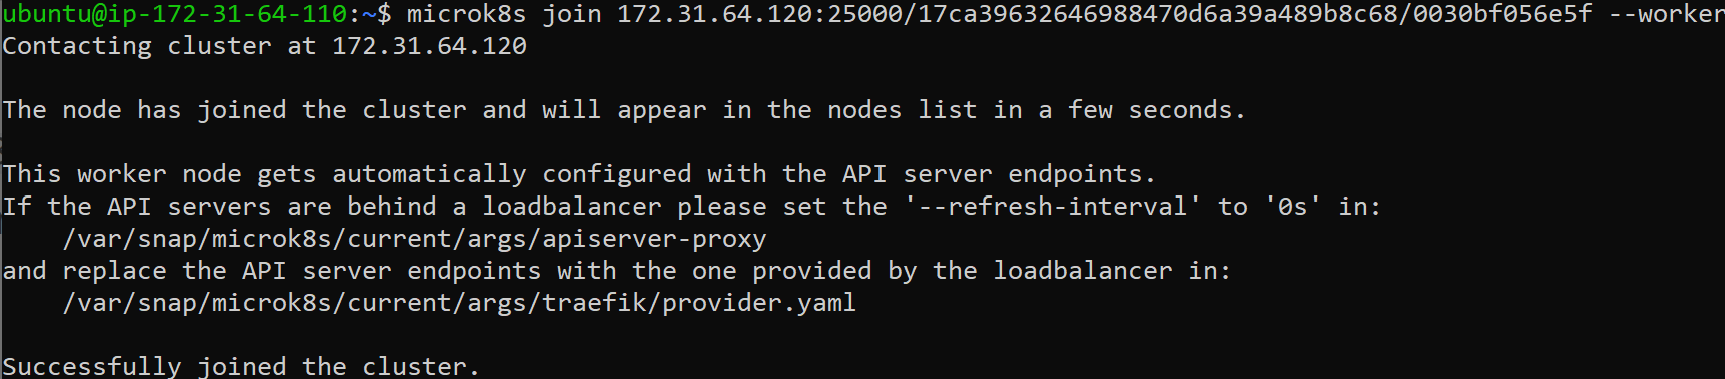 ubuntu@ip-172-31-64-110:~$ microk8s join 172.31.64.120:25000/17ca39632646988470d6a39a489b8c68/0030bf056e5f --worker
Contacting cluster at 172.31.64.120
The node has joined the cluster and will appear in the nodes list in a few seconds.
This worker node gets automatically configured with the API server endpoints.
If the API servers are behind a loadbalancer please set the '--refresh-interval' to '0s' in:
    /var/snap/microk8s/current/args/apiserver-proxy
and replace the API server endpoints with the one provided by the loadbalancer in:
    /var/snap/microk8s/current/args/traefik/provider.yaml
Successfully joined the cluster.